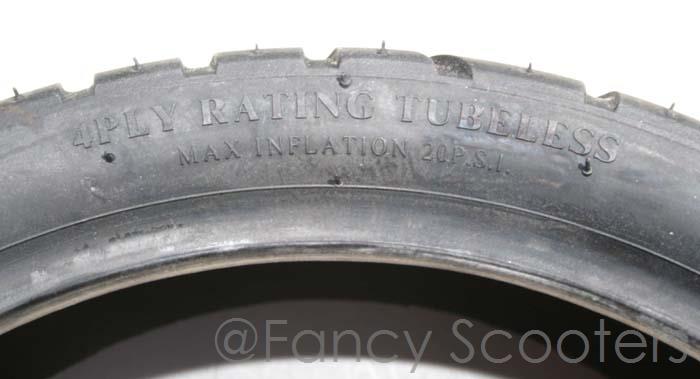 4PLY RATING TUBELESS
MAX INFLATION 20P.S.I.
@Fancy Scooters